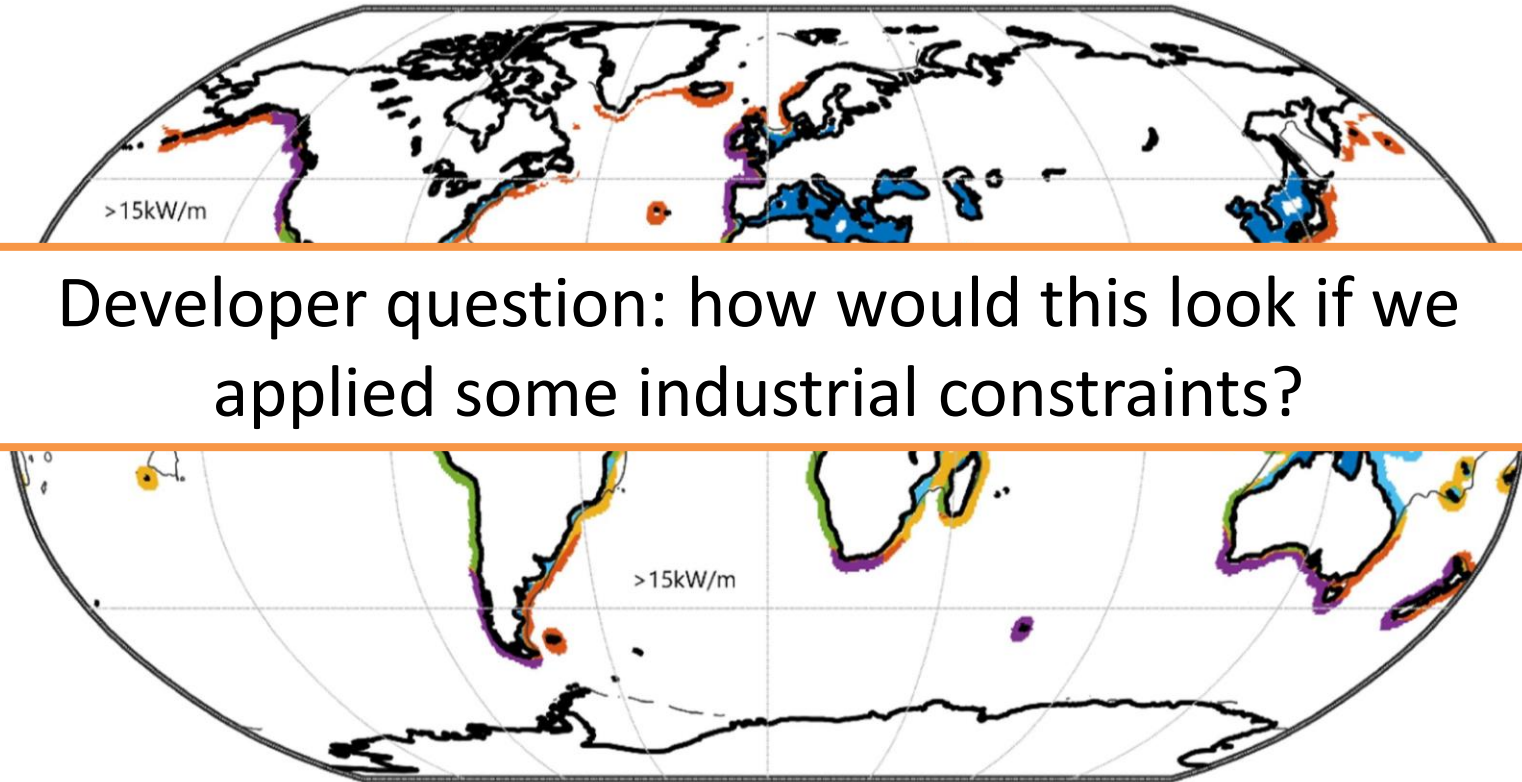 >15kW/m
Developer question: how would this look if we
applied some industrial constraints?
>15kW/m